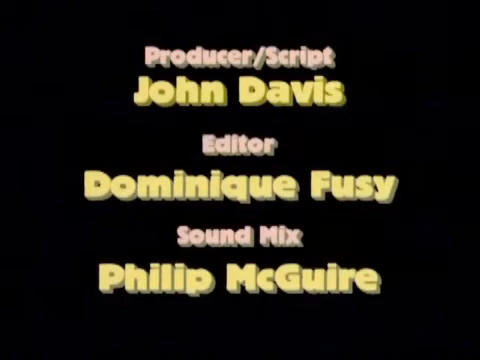 Producer/Script
John Davis
Editor
Dominique Fusy
Sound Mix
Philip McGuire